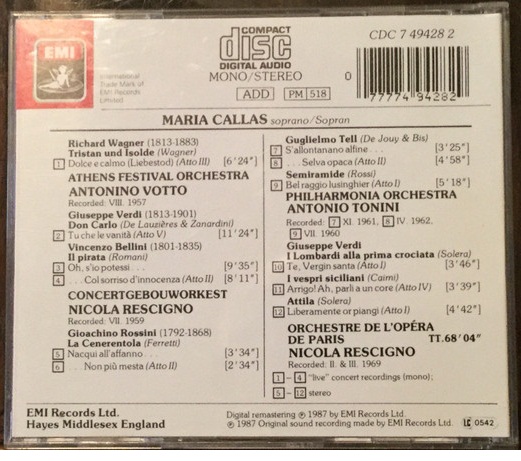 EMI
International
Trade Mark of
EMI Records
Limited
COMPACT
disc
DIGITAL AUDIO
MONO/STEREO
ADD
PM 518
CDC 7 49428 2
0
77774 94282
MARIA CALLAS soprano/Sopran
Richard Wagner (1813-1883)
Tristan und Isolde (Wagner)
1 Dolce e calmo (Liebestod) (Atto III) [6'24"]
ATHENS FESTIVAL ORCHESTRA
ANTONINO VOTTO
Recorded: VIII. 1957
Giuseppe Verdi (1813-1901)
Don Carlo (De Lauzières & Zanardini)
2 Tu che le vanità (Atto V) [11'24"]
Vincenzo Bellini (1801-1835)
Il pirata (Romani)
3 Oh, s'io potessi . . . [9'35"]
4 . . . Col sorriso d'innocenza (Atto II) [8'11"]
CONCERTGEBOUWORKEST
NICOLA RESCIGNO
Recorded: VII. 1959
Gioachino Rossini (1792-1868)
La Cenerentola (Ferretti)
5 Nacqui all'affanno . . . [3'34"]
6 . . . Non più mesta (Atto II) [2'34"]
Guglielmo Tell (De Jouy & Bis)
7 S'allontanano alfine . . . [3'25"]
8 . . . Selva opaca (Atto II) [4'58"]
Semiramide (Rossi)
9 Bel raggio lusinghier (Atto I) [5'18"]
PHILHARMONIA ORCHESTRA
ANTONIO TONINI
Recorded: 7 XI. 1961, 8 IV. 1962,
9 VII. 1960
Giuseppe Verdi
I Lombardi alla prima crociata (Solera)
10 Te, Vergin santa (Atto I) [3'46"]
I vespri siciliani (Caimi)
11 Arrigo! Ah, parli a un core (Atto IV) [3'39"]
Attila (Solera)
12 Liberamente or piangi (Atto I) [4'42"]
ORCHESTRE DE L'OPÉRA
DE PARIS TT.68'04"
NICOLA RESCIGNO
Recorded: II. & III. 1969
1 – 4 "live" concert recordings (mono);
5 – 12 stereo
EMI Records Ltd.
Hayes Middlesex England
Digital remastering ℗ 1987 by EMI Records Ltd.
℗ 1987 Original sound recording made by EMI Records Ltd.
LC 0542